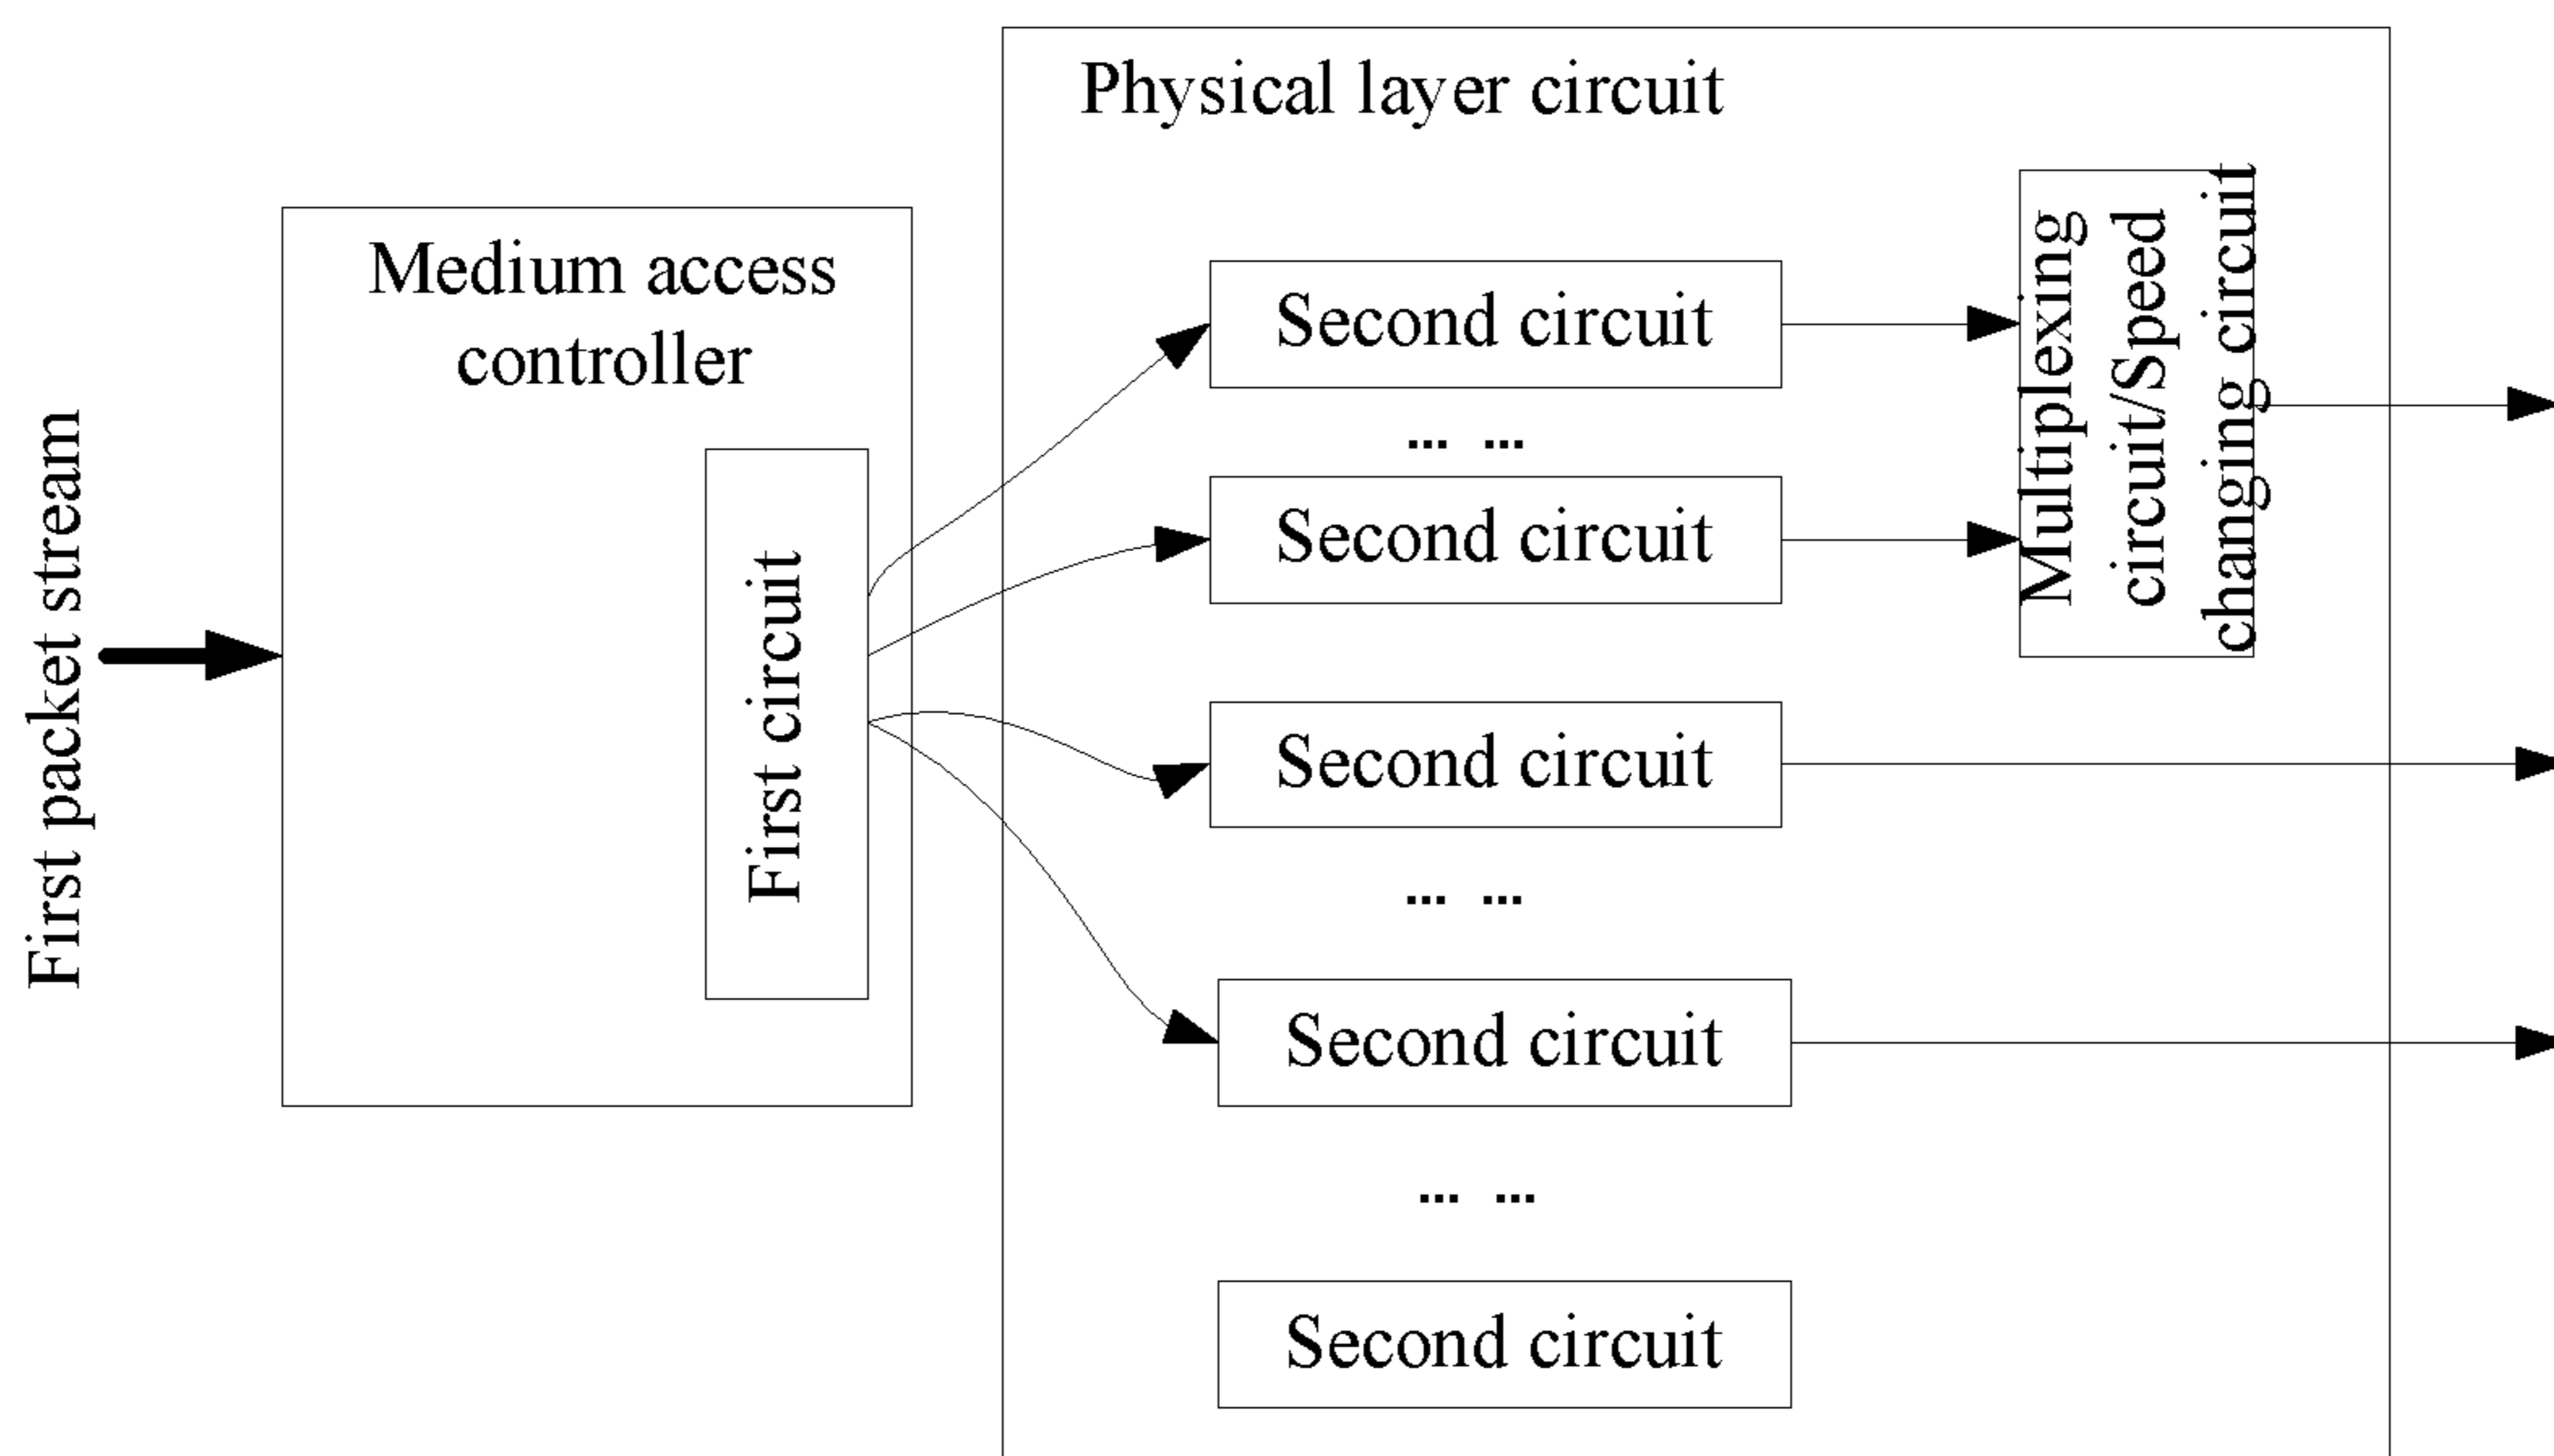 First packet stream
Medium access
controller
First circuit
Physical layer circuit
Second circuit
... ...
Second circuit
Second circuit
... ...
Second circuit
... ...
Second circuit
Multiplexing
circuit/Speed
changing circuit